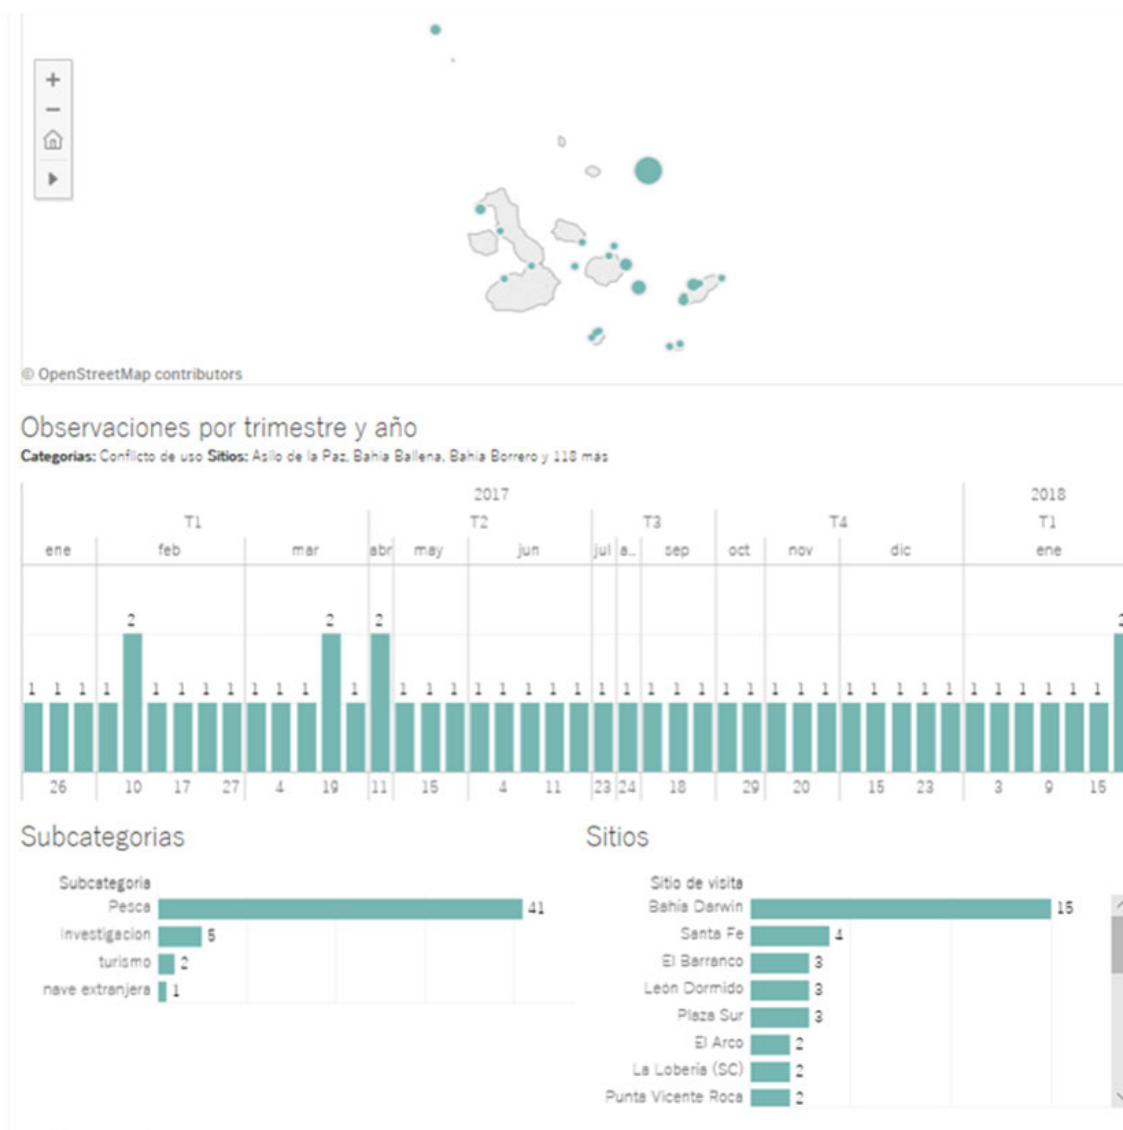 +
−
© OpenStreetMap contributors
Observaciones por trimestre y año
Categorias: Conflicto de uso Sitios: Asilo de la Paz, Bahía Ballena, Bahía Borrero y 118 más
2017 2018
T1 T2 T3 T4 T1
ene feb mar abr may jun jul a.. sep oct nov dic ene
2 2 2
1 1 1 1 1 1 1 1 1 1 1 1 1 1 1 1 1 1 1 1 1 1 1 1 1 1 1 1 1 1 1 1 1 1 1 1 1 1 1 1 1
26 10 17 27 4 19 11 15 4 11 23 24 18 29 20 15 23 3 9 15
Subcategorias
Subcategoria
Pesca 41
Investigacion 5
turismo 2
nave extranjera 1
Sitios
Sitio de visita
Bahía Darwin 15
Santa Fe 4
El Barranco 3
León Dormido 3
Plaza Sur 3
El Arco 2
La Lobería (SC) 2
Punta Vicente Roca 2